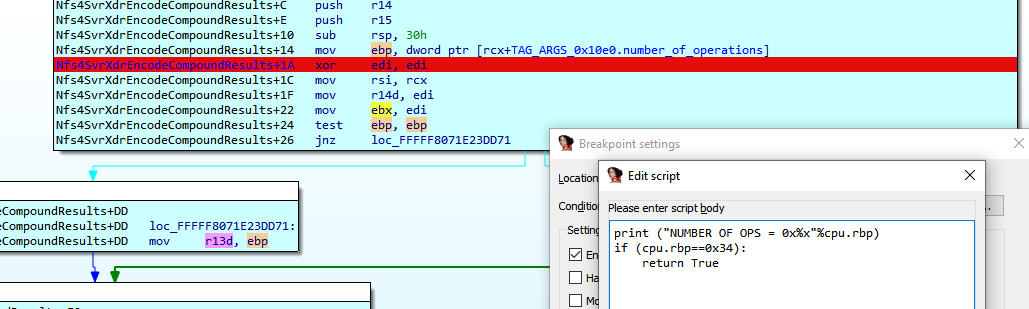 Nfs4SvrXdrEncodeCompoundResults+C push r14
Nfs4SvrXdrEncodeCompoundResults+E push r15
Nfs4SvrXdrEncodeCompoundResults+10 sub rsp, 30h
Nfs4SvrXdrEncodeCompoundResults+14 mov ebp, dword ptr [rcx+TAG_ARGS_0x10e0.number_of_operations]
Nfs4SvrXdrEncodeCompoundResults+1A xor edi, edi
Nfs4SvrXdrEncodeCompoundResults+1C mov rsi, rcx
Nfs4SvrXdrEncodeCompoundResults+1F mov r14d, edi
Nfs4SvrXdrEncodeCompoundResults+22 mov ebx, edi
Nfs4SvrXdrEncodeCompoundResults+24 test ebp, ebp
Nfs4SvrXdrEncodeCompoundResults+26 jnz loc_FFFFF8071E23DD71
eCompoundResults+DD
eCompoundResults+DD loc_FFFFF8071E23DD71:
eCompoundResults+DD mov r13d, ebp
Breakpoint settings
Location
Condition
Setting
En
Ha
Mo
Edit script
Please enter script body
print ("NUMBER OF OPS = 0x%x"%cpu.rbp)
if (cpu.rbp==0x34):
return True